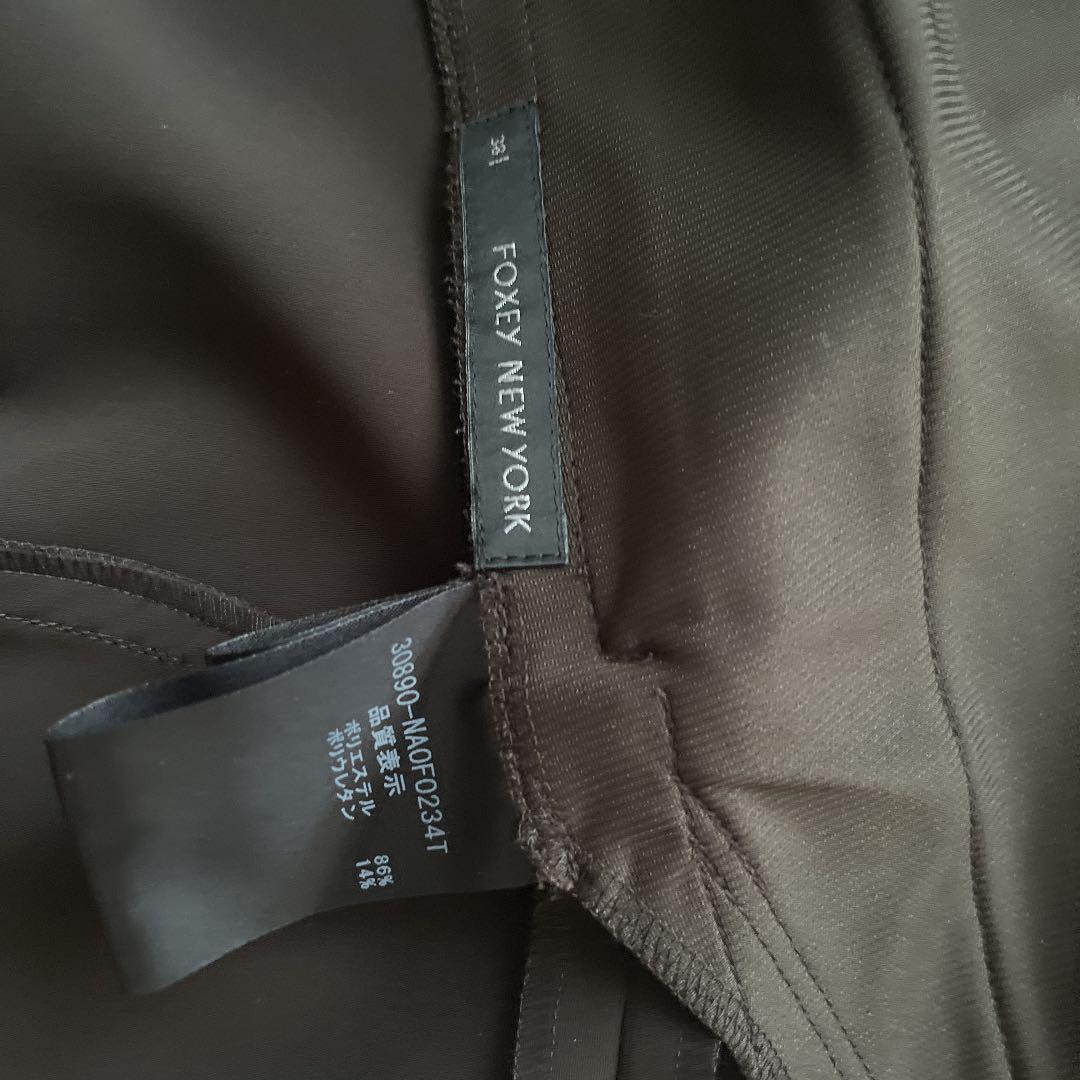 38
FOXEY NEW YORK
30890-NA0F0234T
品質表示
ポリエステル 86%
ポリウレタン 14%